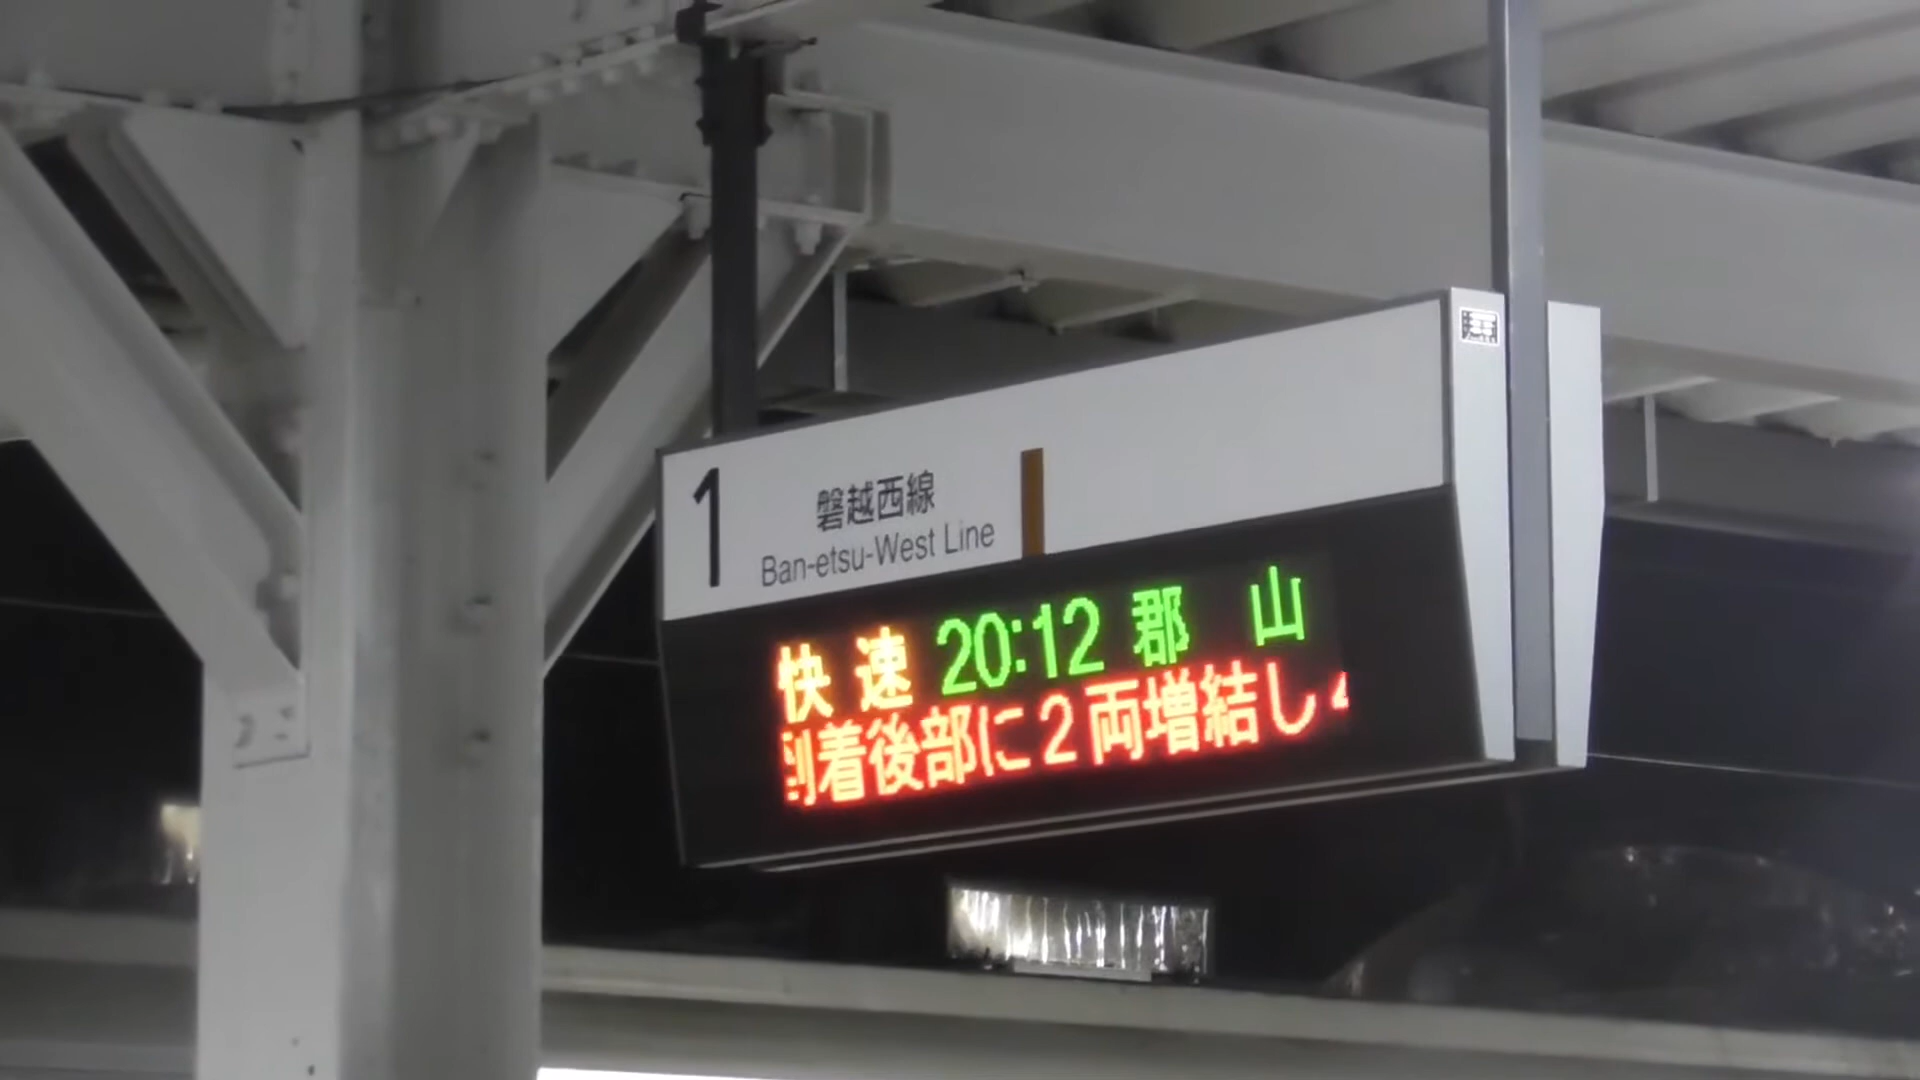 1
磐越西線
Ban-etsu-West Line
快速 20:12 郡 山
到着後部に2両増結し